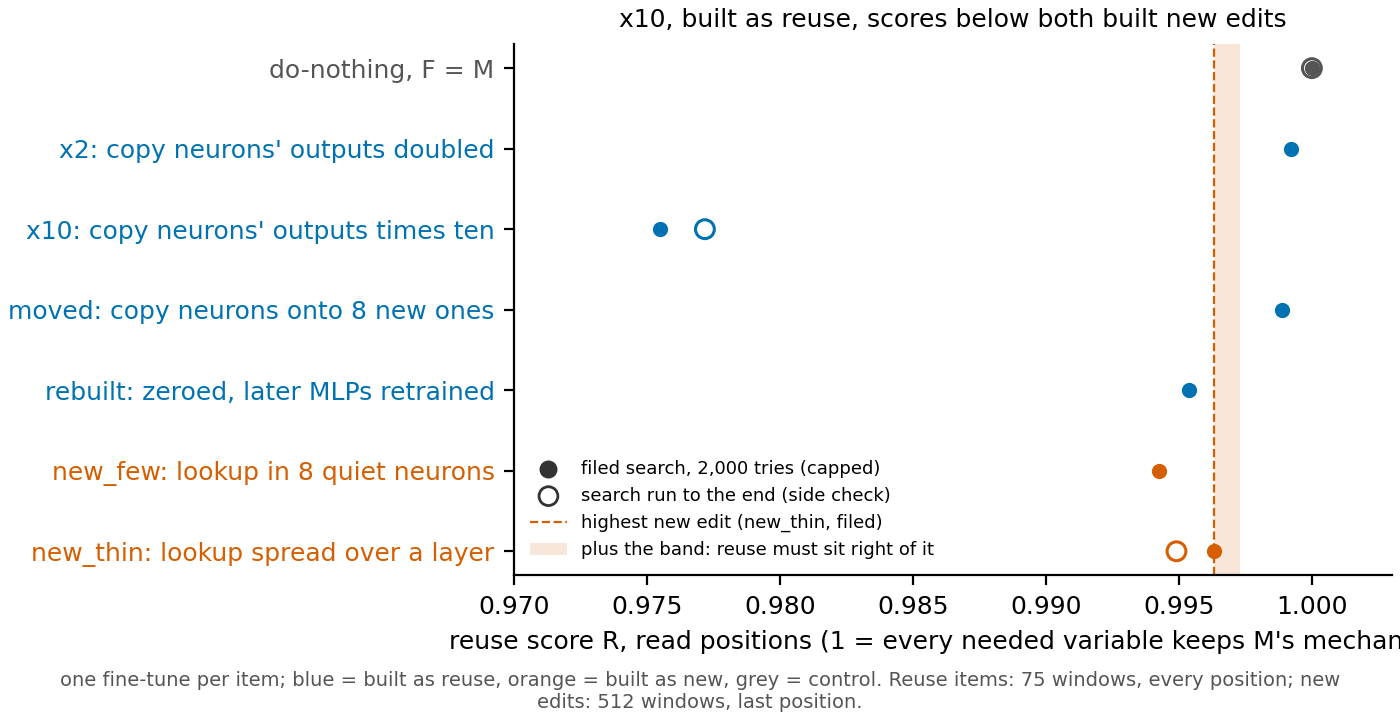 x10, built as reuse, scores below both built new edits
do-nothing, F = M
x2: copy neurons' outputs doubled
x10: copy neurons' outputs times ten
moved: copy neurons onto 8 new ones
rebuilt: zeroed, later MLPs retrained
new_few: lookup in 8 quiet neurons
new_thin: lookup spread over a layer
filed search, 2,000 tries (capped)
search run to the end (side check)
highest new edit (new_thin, filed)
plus the band: reuse must sit right of it
0.970 0.975 0.980 0.985 0.990 0.995 1.000
reuse score R, read positions (1 = every needed variable keeps M's mechan
one fine-tune per item; blue = built as reuse, orange = built as new, grey = control. Reuse items: 75 windows, every position; new
edits: 512 windows, last position.